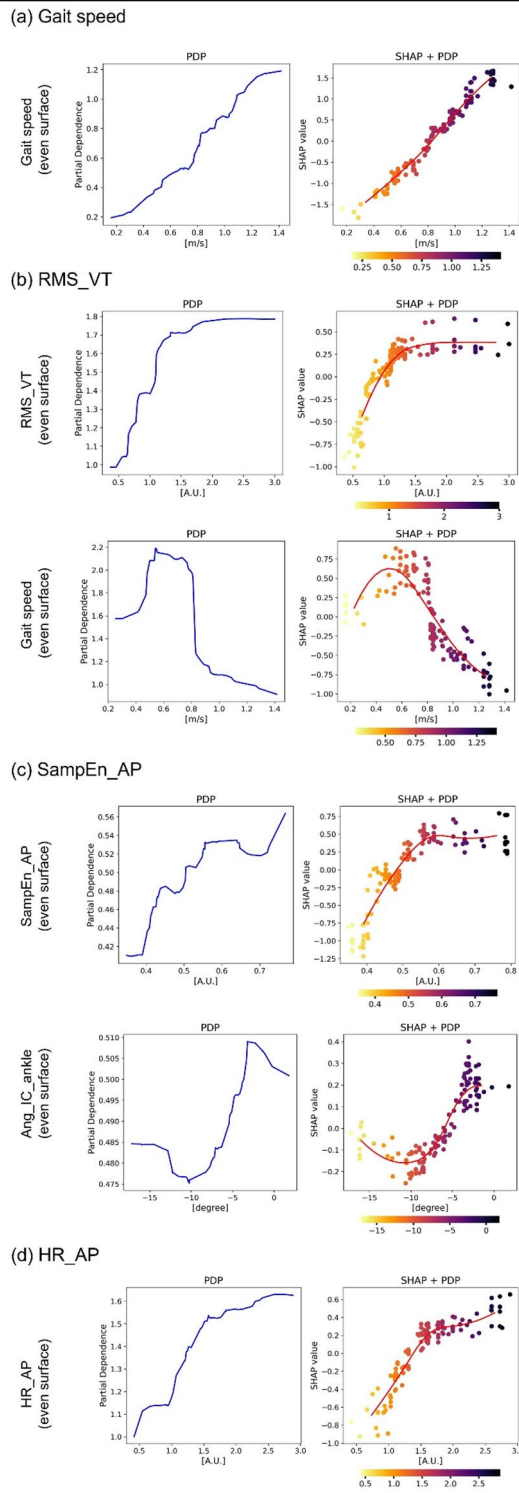 (a) Gait speed
PDP
SHAP + PDP
Gait speed
(even surface)
Partial Dependence
1.2
1.0
0.8
0.6
0.4
0.2
0.2 0.4 0.6 0.8 1.0 1.2 1.4
[m/s]
SHAP value
1.5
1.0
0.5
0.0
−0.5
−1.0
−1.5
0.2 0.4 0.6 0.8 1.0 1.2 1.4
[m/s]
0.25 0.50 0.75 1.00 1.25
(b) RMS_VT
PDP
SHAP + PDP
RMS_VT
(even surface)
Partial Dependence
1.8
1.7
1.6
1.5
1.4
1.3
1.2
1.1
1.0
0.5 1.0 1.5 2.0 2.5 3.0
[A.U.]
SHAP value
0.50
0.25
0.00
−0.25
−0.50
−0.75
−1.00
0.5 1.0 1.5 2.0 2.5 3.0
[A.U.]
1 2 3
PDP
SHAP + PDP
Gait speed
(even surface)
Partial Dependence
2.2
2.0
1.8
1.6
1.4
1.2
1.0
0.2 0.4 0.6 0.8 1.0 1.2 1.4
[m/s]
SHAP value
0.75
0.50
0.25
0.00
−0.25
−0.50
−0.75
−1.00
0.2 0.4 0.6 0.8 1.0 1.2 1.4
[m/s]
0.50 0.75 1.00 1.25
(c) SampEn_AP
PDP
SHAP + PDP
SampEn_AP
(even surface)
Partial Dependence
0.56
0.54
0.52
0.50
0.48
0.46
0.44
0.42
0.4 0.5 0.6 0.7
[A.U.]
SHAP value
0.75
0.50
0.25
0.00
−0.25
−0.50
−0.75
−1.00
−1.25
0.4 0.5 0.6 0.7 0.8
[A.U.]
0.4 0.5 0.6 0.7
PDP
SHAP + PDP
Ang_IC_ankle
(even surface)
Partial Dependence
0.510
0.505
0.500
0.495
0.490
0.485
0.480
0.475
−15 −10 −5 0
[degree]
SHAP value
0.4
0.3
0.2
0.1
0.0
−0.1
−0.2
−15 −10 −5 0
[degree]
−15 −10 −5 0
(d) HR_AP
PDP
SHAP + PDP
HR_AP
(even surface)
Partial Dependence
1.6
1.5
1.4
1.3
1.2
1.1
1.0
0.5 1.0 1.5 2.0 2.5 3.0
[A.U.]
SHAP value
0.6
0.4
0.2
0.0
−0.2
−0.4
−0.6
−0.8
−1.0
0.5 1.0 1.5 2.0 2.5 3.0
[A.U.]
0.5 1.0 1.5 2.0 2.5